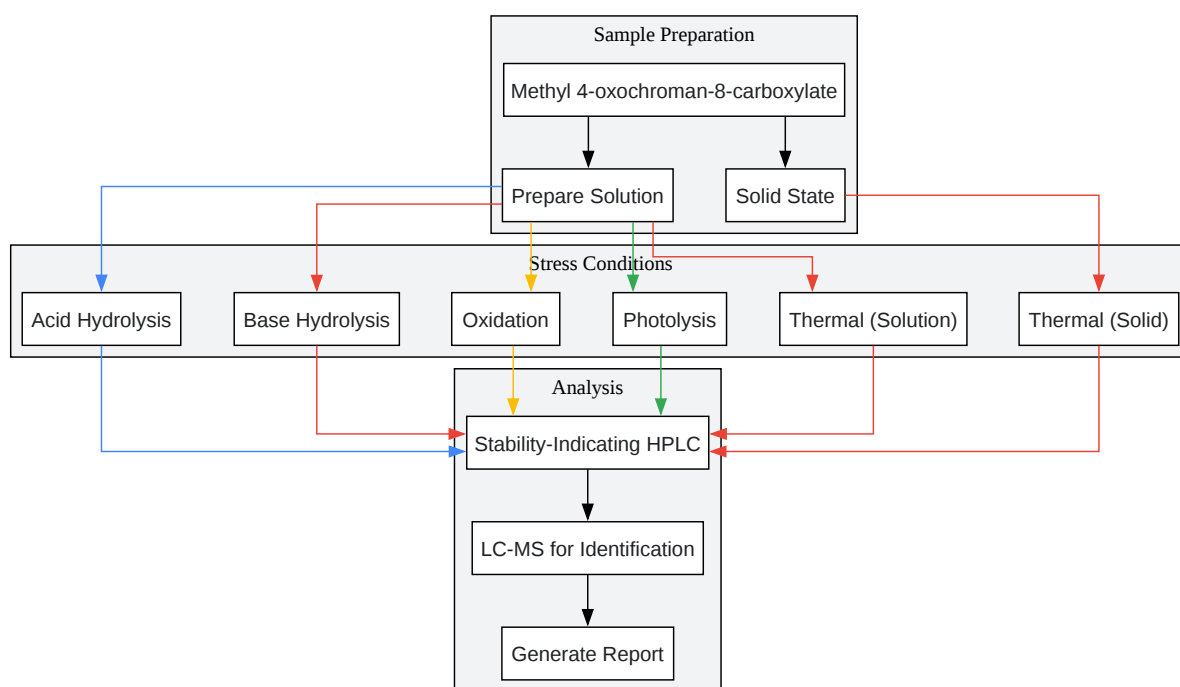 Sample Preparation
Methyl 4-oxochroman-8-carboxylate
Prepare Solution
Solid State
Stress Conditions
Acid Hydrolysis
Base Hydrolysis
Oxidation
Photolysis
Thermal (Solution)
Thermal (Solid)
Analysis
Stability-Indicating HPLC
LC-MS for Identification
Generate Report